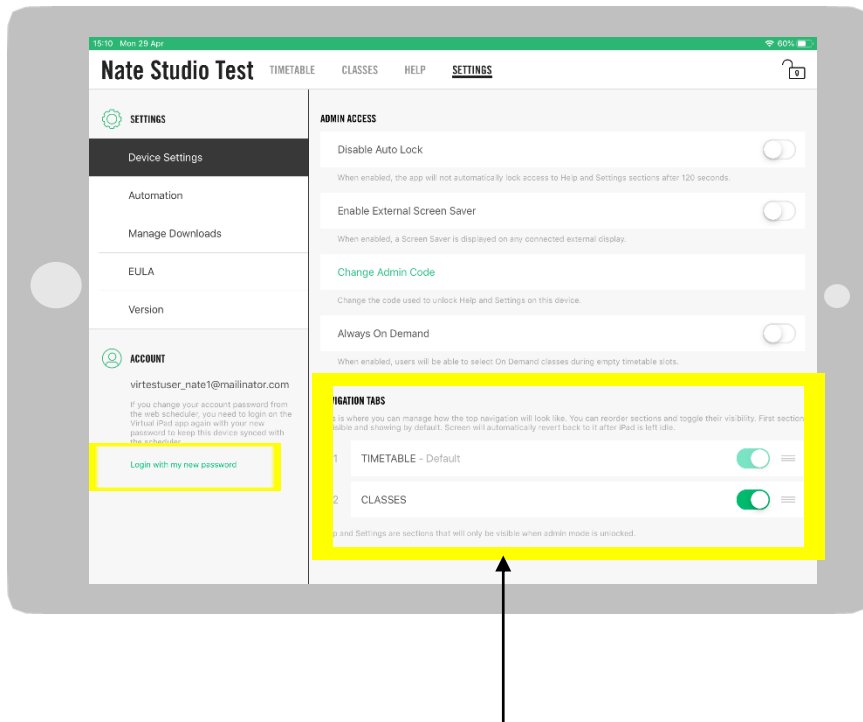 15:10 Mon 29 Apr 60%
Nate Studio Test TIMETABLE CLASSES HELP SETTINGS
SETTINGS
Device Settings
Automation
Manage Downloads
EULA
Version
ACCOUNT
virtestuser_nate1@mailinator.com
If you change your account password from
the web scheduler, you need to login on the
Virtual iPad app again with your new
password to keep this device synced with
the scheduler
Login with my new password
ADMIN ACCESS
Disable Auto Lock
When enabled, the app will not automatically lock access to Help and Settings sections after 120 seconds.
Enable External Screen Saver
When enabled, a Screen Saver is displayed on any connected external display.
Change Admin Code
Change the code used to unlock Help and Settings on this device.
Always On Demand
When enabled, users will be able to select On Demand classes during empty timetable slots.
IGATION TABS
is where you can manage how the top navigation will look like. You can reorder sections and toggle their visibility. First section
and showing by default. Screen will automatically revert back to it after iPad is left idle.
1 TIMETABLE - Default
2 CLASSES
and Settings are sections that will only be visible when admin mode is unlocked.